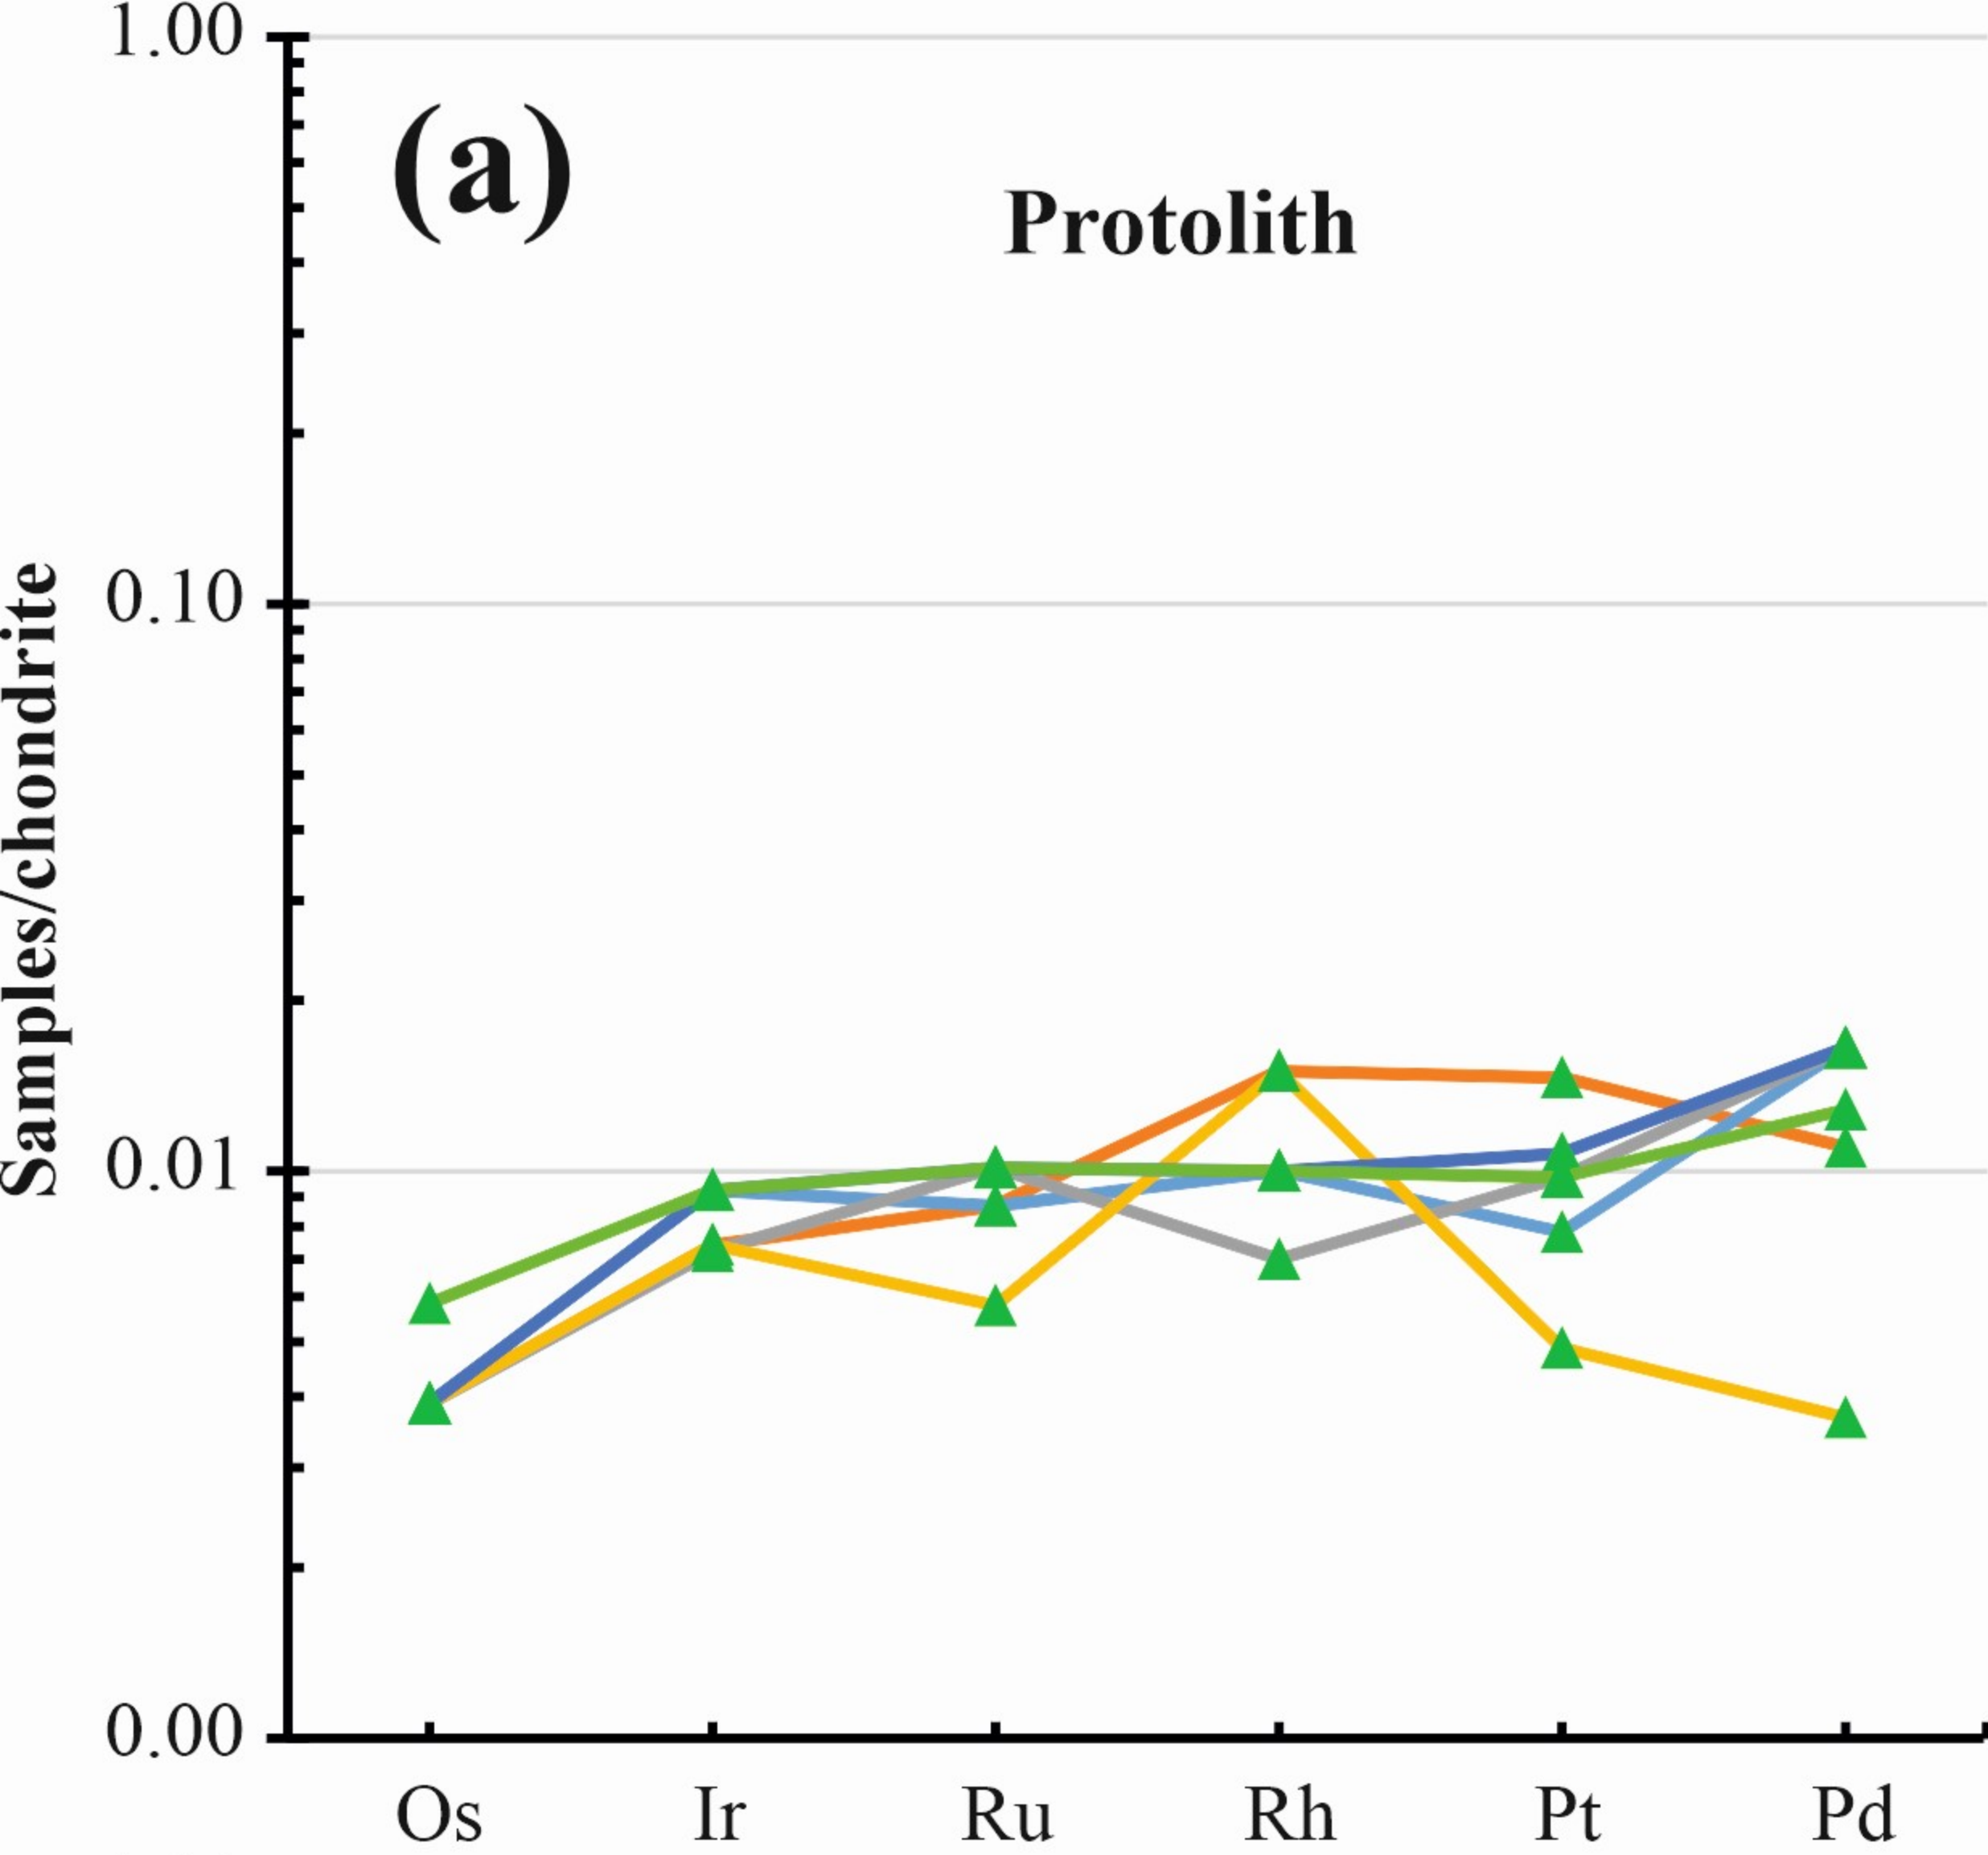 1.00
(a)
Protolith
0.10
Samples/chondrite
0.01
0.00
Os Ir Ru Rh Pt Pd